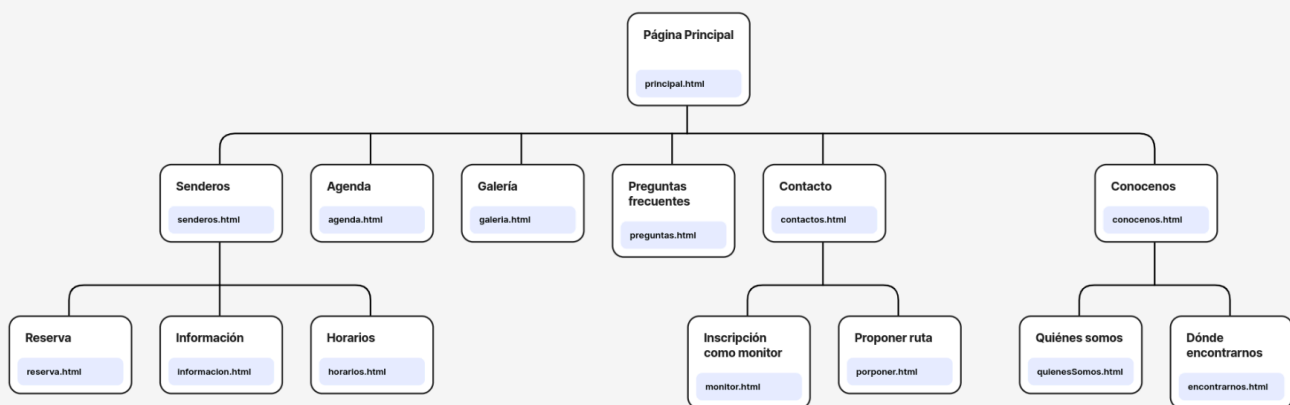 Página Principal
principal.html
Senderos
senderos.html
Agenda
agenda.html
Galería
galeria.html
Preguntas
frecuentes
preguntas.html
Contacto
contactos.html
Conocenos
conocenos.html
Reserva
reserva.html
Información
informacion.html
Horarios
horarios.html
Inscripción
como monitor
monitor.html
Proponer ruta
porponer.html
Quiénes somos
quienesSomos.html
Dónde
encontrarnos
encontrarnos.html